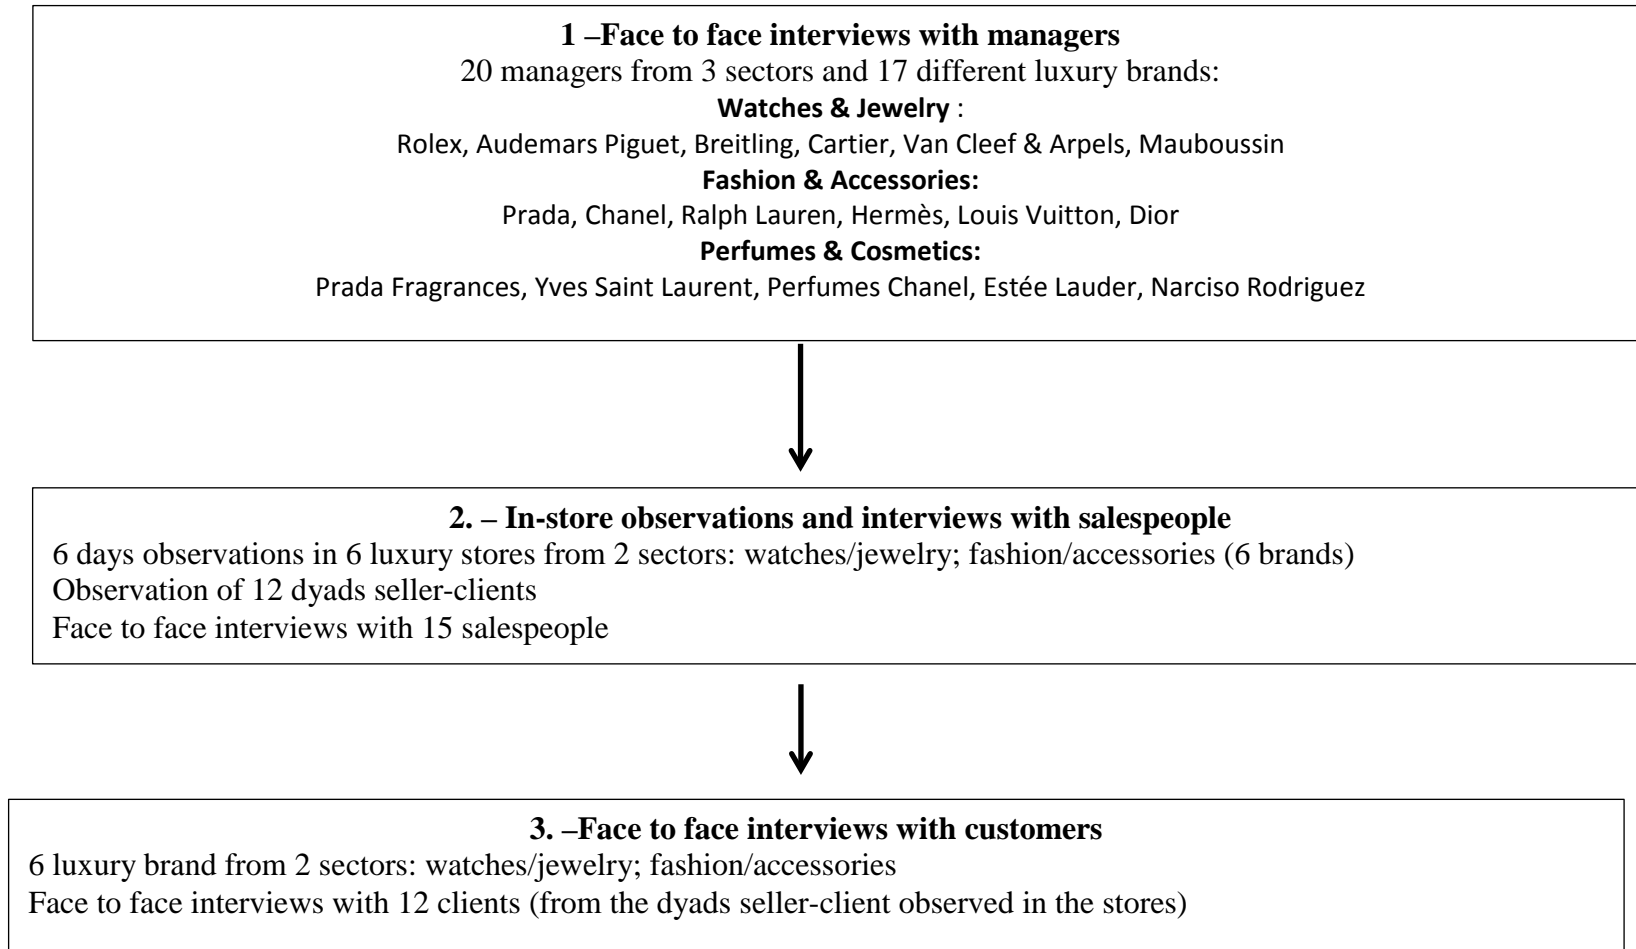 1 –Face to face interviews with managers
20 managers from 3 sectors and 17 different luxury brands:
Watches & Jewelry :
Rolex, Audemars Piguet, Breitling, Cartier, Van Cleef & Arpels, Mauboussin
Fashion & Accessories:
Prada, Chanel, Ralph Lauren, Hermès, Louis Vuitton, Dior
Perfumes & Cosmetics:
Prada Fragrances, Yves Saint Laurent, Perfumes Chanel, Estée Lauder, Narciso Rodriguez
2. – In-store observations and interviews with salespeople
6 days observations in 6 luxury stores from 2 sectors: watches/jewelry; fashion/accessories (6 brands)
Observation of 12 dyads seller-clients
Face to face interviews with 15 salespeople
3. –Face to face interviews with customers
6 luxury brand from 2 sectors: watches/jewelry; fashion/accessories
Face to face interviews with 12 clients (from the dyads seller-client observed in the stores)